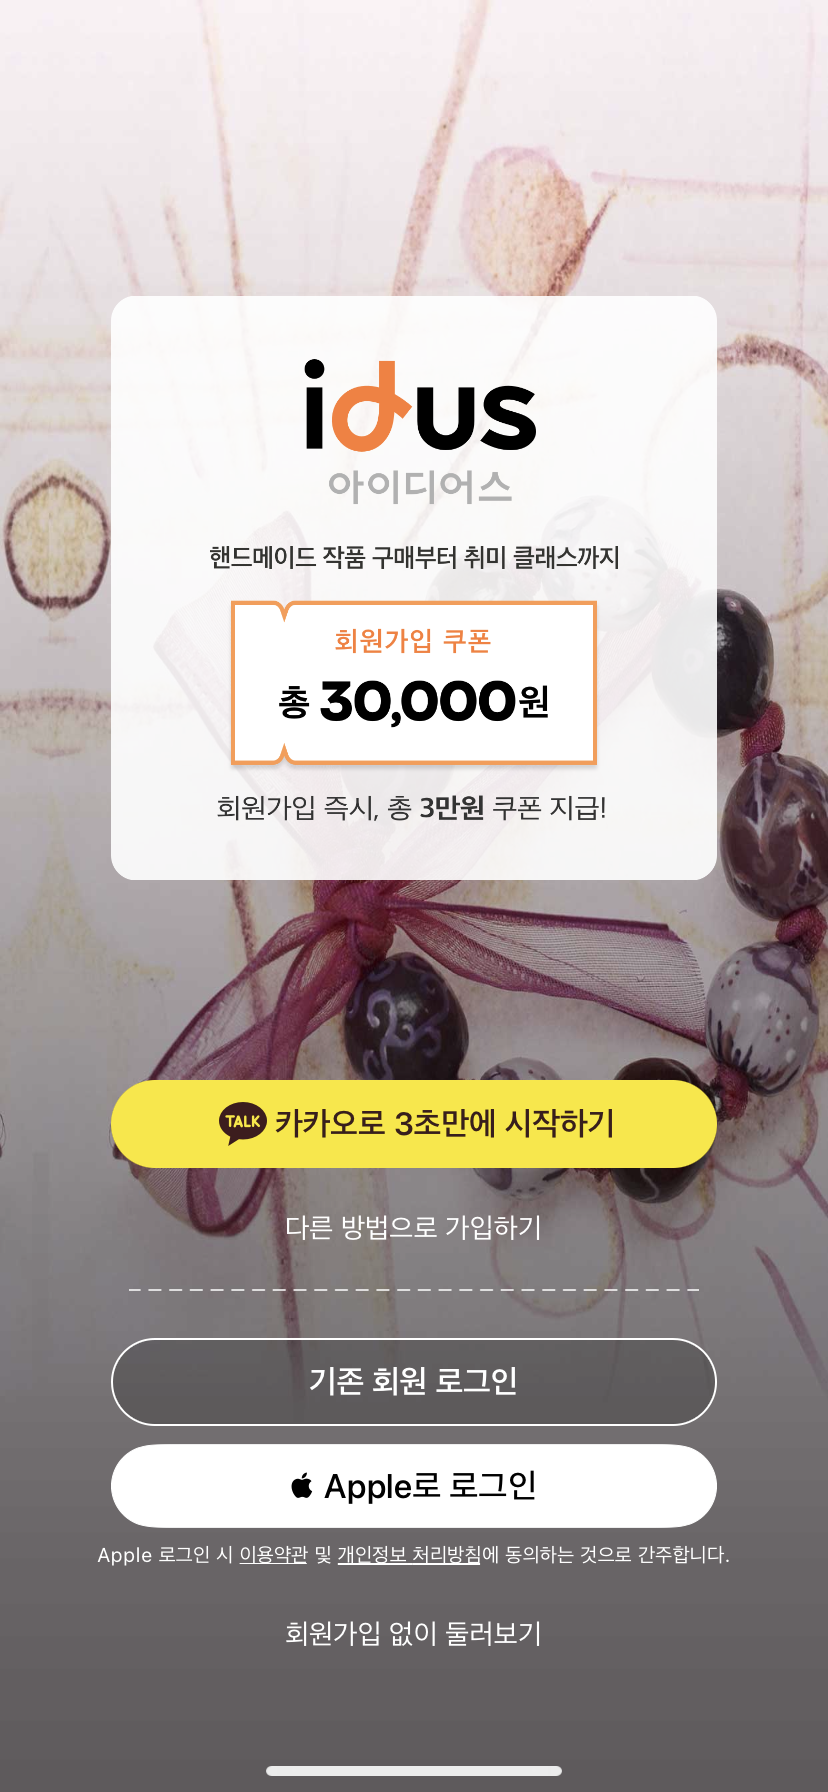 idus
아이디어스
핸드메이드 작품 구매부터 취미 클래스까지
회원가입 쿠폰
총 30,000원
회원가입 즉시, 총 3만원 쿠폰 지급!
TALK 카카오로 3초만에 시작하기
다른 방법으로 가입하기
기존 회원 로그인
Apple로 로그인
Apple 로그인 시 이용약관 및 개인정보 처리방침에 동의하는 것으로 간주합니다.
회원가입 없이 둘러보기